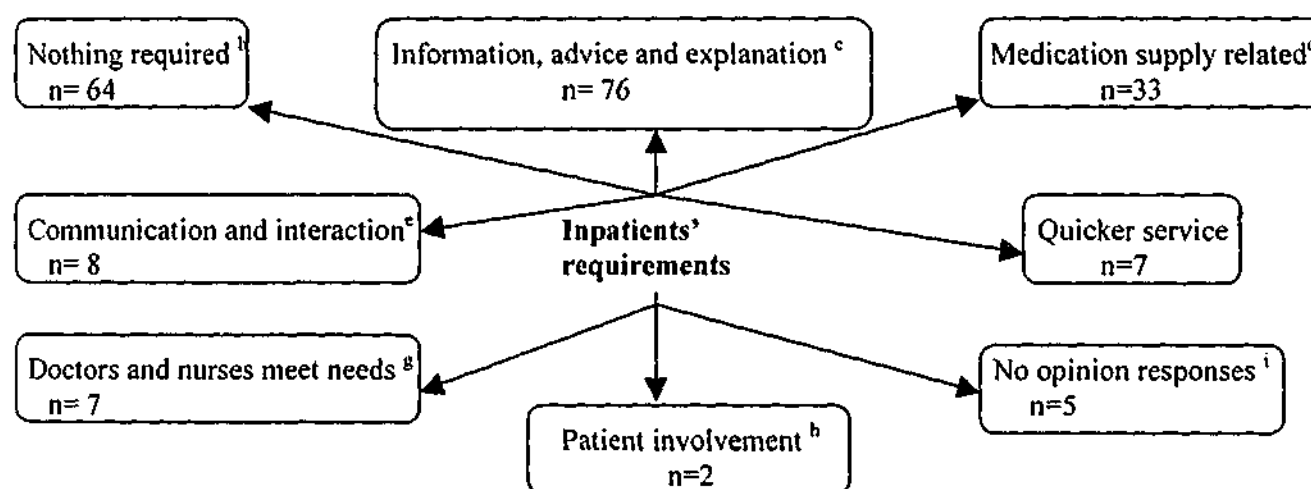 Nothing required
n= 64
Information, advice and explanation c
n= 76
Medication supply related
n=33
Communication and interaction e
n= 8
Inpatients'
requirements
Quicker service
n=7
Doctors and nurses meet needs g
n= 7
Patient involvement h
n=2
No opinion responses i
n=5